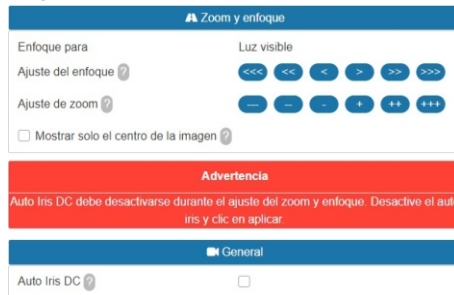 Zoom y enfoque
Enfoque para Luz visible
Ajuste del enfoque ? <<< << < > >> >>>
Ajuste de zoom ? --- -- - + ++ +++
Mostrar solo el centro de la imagen ?
Advertencia
Auto Iris DC debe desactivarse durante el ajuste del zoom y enfoque. Desactive el auto
iris y clic en aplicar.
General
Auto Iris DC ?